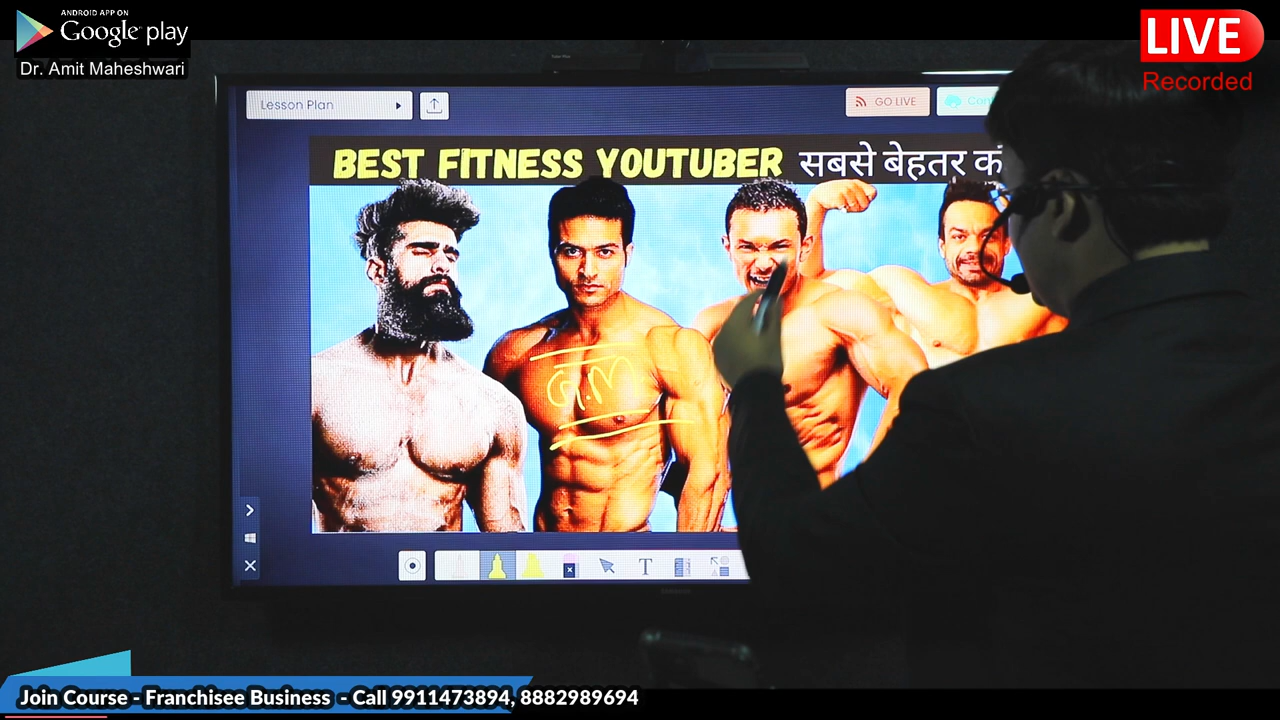 ANDROID APP ON
Google play
Dr. Amit Maheshwari
LIVE
Recorded
Lesson Plan
GO LIVE
BEST FITNESS YOUTUBER सबसे बेहतर
T
Join Course - Franchisee Business - Call 9911473894, 8882989694